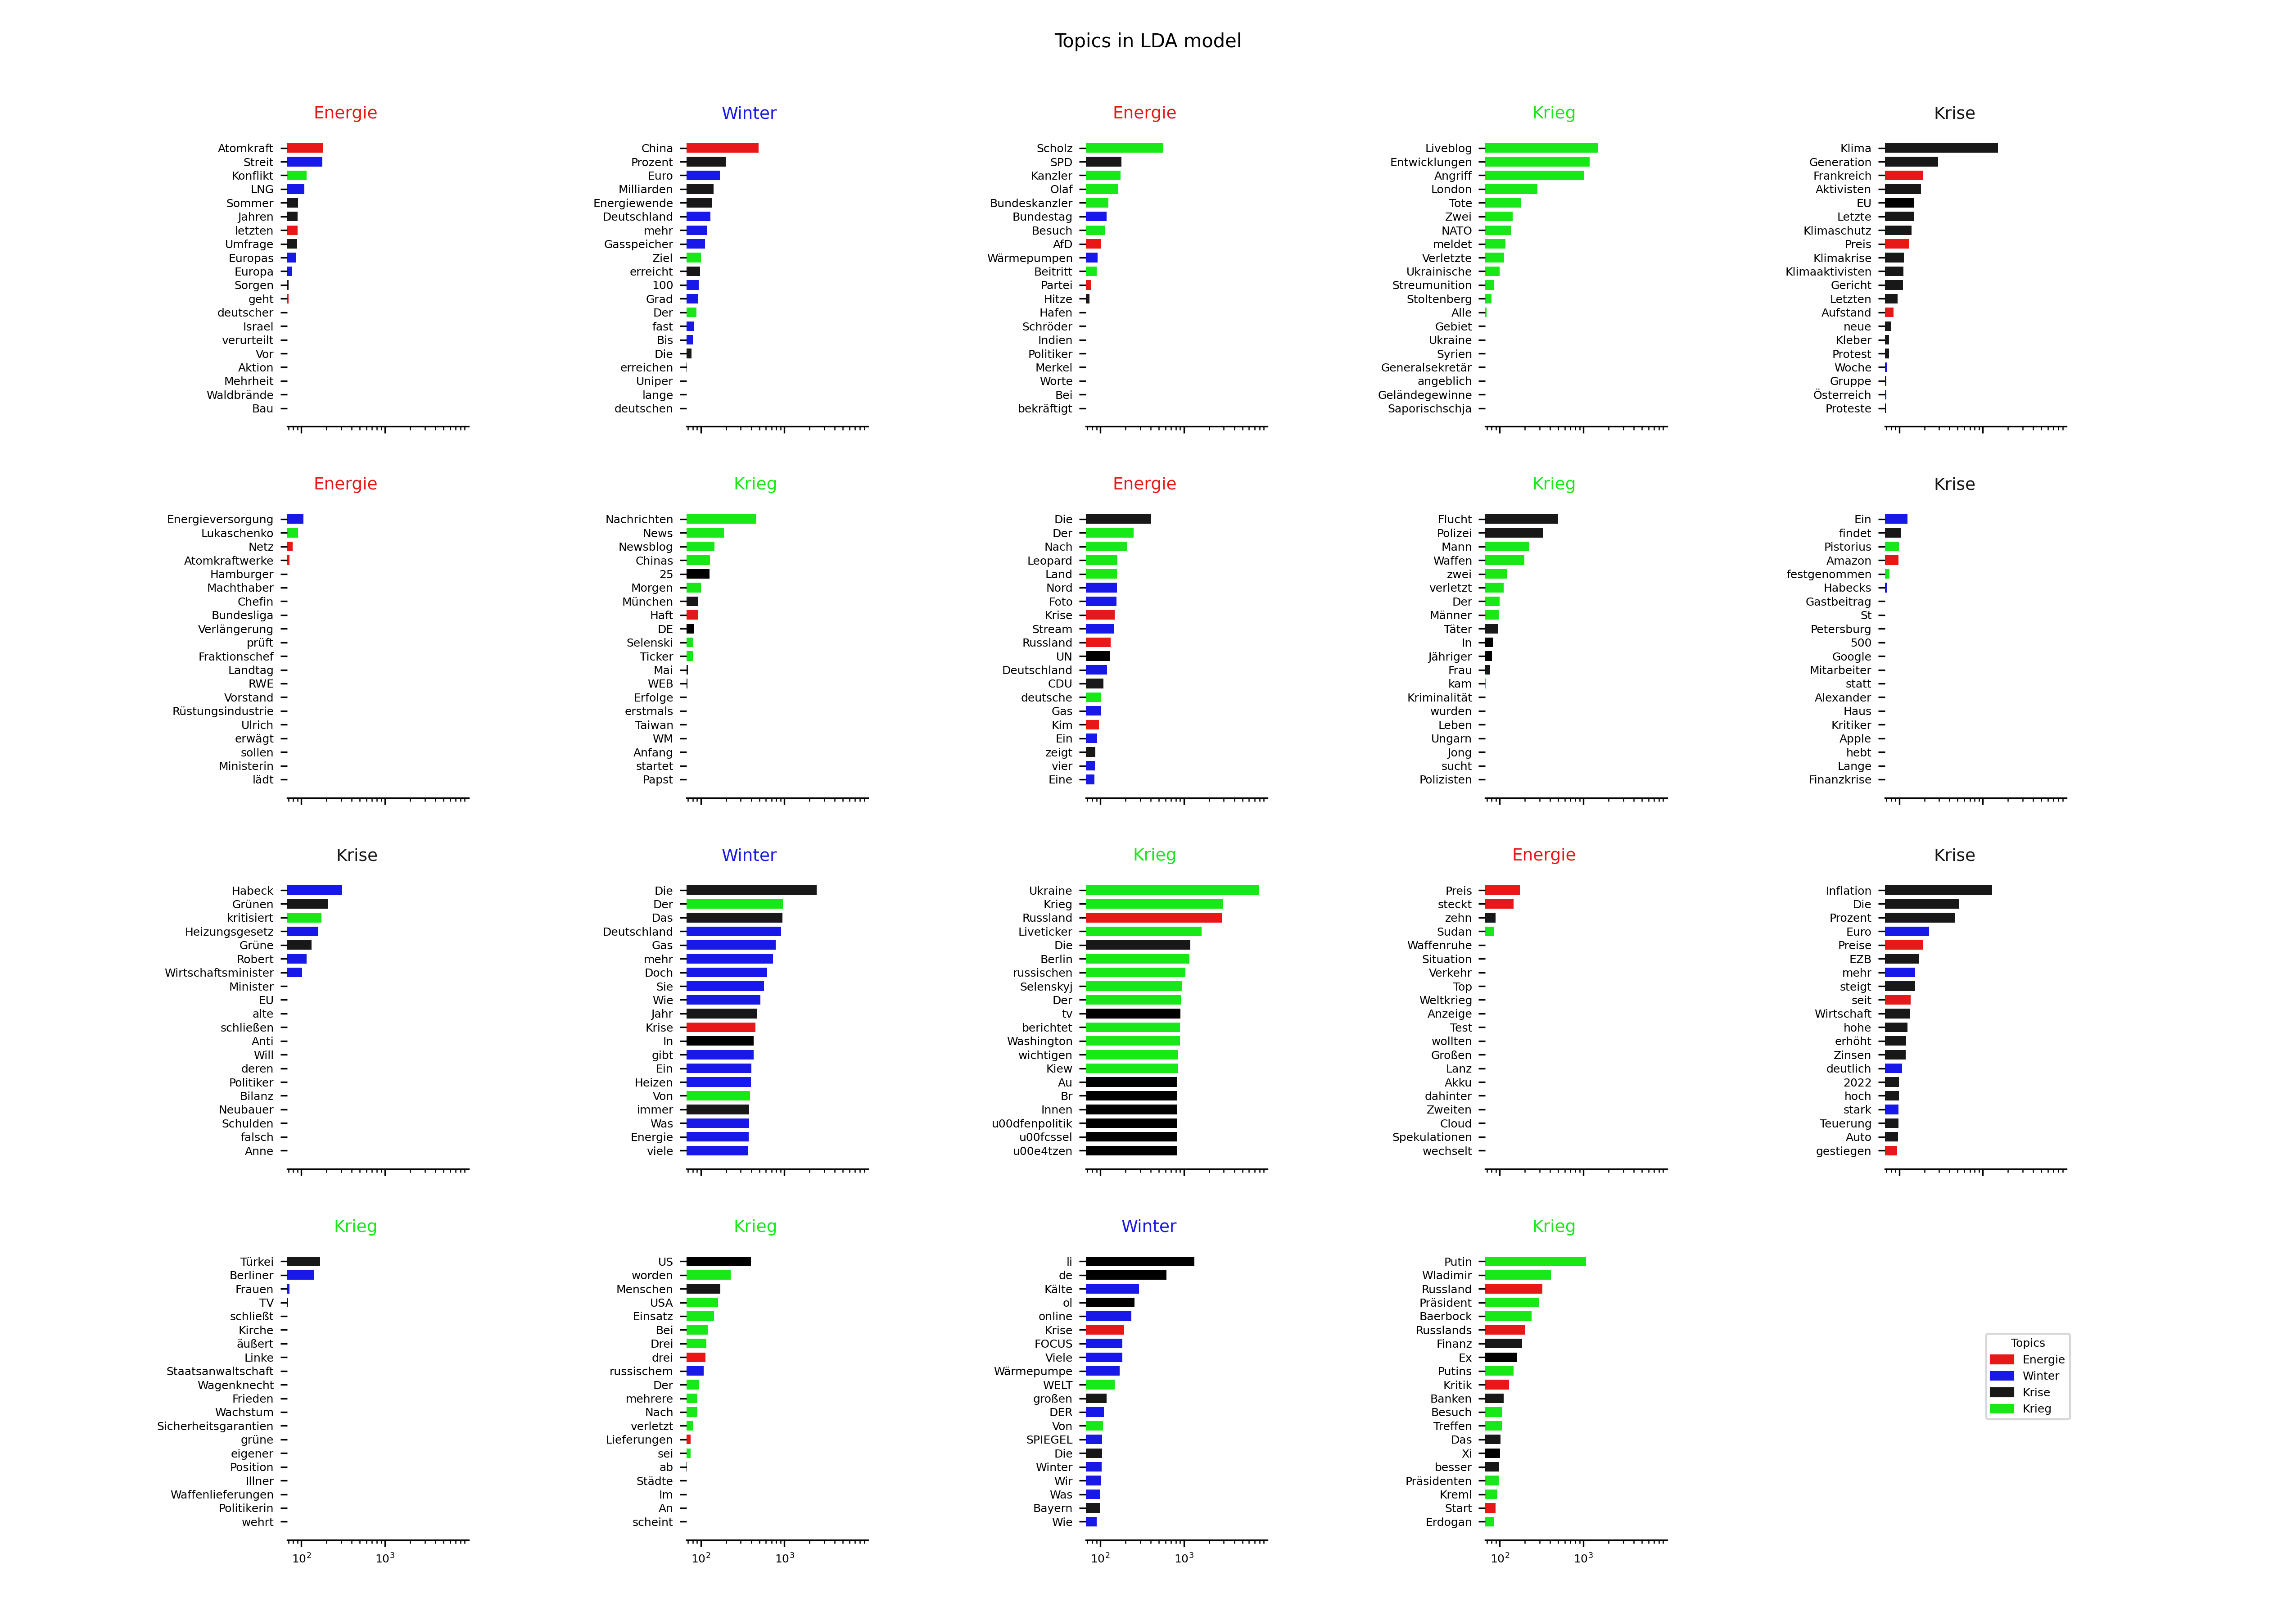 Topics in LDA model
Energie
Atomkraft
Streit
Konflikt
LNG
Sommer
Jahren
letzten
Umfrage
Europas
Europa
Sorgen
geht
deutscher
Israel
verurteilt
Vor
Aktion
Mehrheit
Waldbrände
Bau
Winter
China
Prozent
Euro
Milliarden
Energiewende
Deutschland
mehr
Gasspeicher
Ziel
erreicht
100
Grad
Der
fast
Bis
Die
erreichen
Uniper
lange
deutschen
Energie
Scholz
SPD
Kanzler
Olaf
Bundeskanzler
Bundestag
Besuch
AfD
Wärmepumpen
Beitritt
Partei
Hitze
Hafen
Schröder
Indien
Politiker
Merkel
Worte
Bei
bekräftigt
Krieg
Liveblog
Entwicklungen
Angriff
London
Tote
Zwei
NATO
meldet
Verletzte
Ukrainische
Streumunition
Stoltenberg
Alle
Gebiet
Ukraine
Syrien
Generalsekretär
angeblich
Geländegewinne
Saporischschja
Krise
Klima
Generation
Frankreich
Aktivisten
EU
Letzte
Klimaschutz
Preis
Klimakrise
Klimaaktivisten
Gericht
Letzten
Aufstand
neue
Kleber
Protest
Woche
Gruppe
Österreich
Proteste
Energie
Energieversorgung
Lukaschenko
Netz
Atomkraftwerke
Hamburger
Machthaber
Chefin
Bundesliga
Verlängerung
prüft
Fraktionschef
Landtag
RWE
Vorstand
Rüstungsindustrie
Ulrich
erwägt
sollen
Ministerin
lädt
Krieg
Nachrichten
News
Newsblog
Chinas
25
Morgen
München
Haft
DE
Selenski
Ticker
Mai
WEB
Erfolge
erstmals
Taiwan
WM
Anfang
startet
Papst
Energie
Die
Der
Nach
Leopard
Land
Nord
Foto
Krise
Stream
Russland
UN
Deutschland
CDU
deutsche
Gas
Kim
Ein
zeigt
vier
Eine
Krieg
Flucht
Polizei
Mann
Waffen
zwei
verletzt
Der
Männer
Täter
In
Jähriger
Frau
kam
Kriminalität
wurden
Leben
Ungarn
Jong
sucht
Polizisten
Krise
Ein
findet
Pistorius
Amazon
festgenommen
Habecks
Gastbeitrag
St
Petersburg
500
Google
Mitarbeiter
statt
Alexander
Haus
Kritiker
Apple
hebt
Lange
Finanzkrise
Krise
Habeck
Grünen
kritisiert
Heizungsgesetz
Grüne
Robert
Wirtschaftsminister
Minister
EU
alte
schließen
Anti
Will
deren
Politiker
Bilanz
Neubauer
Schulden
falsch
Anne
Winter
Die
Der
Das
Deutschland
Gas
mehr
Doch
Sie
Wie
Jahr
Krise
In
gibt
Ein
Heizen
Von
immer
Was
Energie
viele
Krieg
Ukraine
Krieg
Russland
Liveticker
Die
Berlin
russischen
Selenskyj
Der
tv
berichtet
Washington
wichtigen
Kiew
Au
Br
Innen
u00dfenpolitik
u00fcssel
u00e4tzen
Energie
Preis
steckt
zehn
Sudan
Waffenruhe
Situation
Verkehr
Top
Weltkrieg
Anzeige
Test
wollten
Großen
Lanz
Akku
dahinter
Zweiten
Cloud
Spekulationen
wechselt
Krise
Inflation
Die
Prozent
Euro
Preise
EZB
mehr
steigt
seit
Wirtschaft
hohe
erhöht
Zinsen
deutlich
2022
hoch
stark
Teuerung
Auto
gestiegen
Krieg
Türkei
Berliner
Frauen
TV
schließt
Kirche
äußert
Linke
Staatsanwaltschaft
Wagenknecht
Frieden
Wachstum
Sicherheitsgarantien
grüne
eigener
Position
Illner
Waffenlieferungen
Politikerin
wehrt
10² 10³
Krieg
US
worden
Menschen
USA
Einsatz
Bei
Drei
drei
russischem
Der
mehrere
Nach
verletzt
Lieferungen
sei
ab
Städte
Im
An
scheint
10² 10³
Winter
li
de
Kälte
ol
online
Krise
FOCUS
Viele
Wärmepumpe
WELT
großen
DER
Von
SPIEGEL
Die
Winter
Wir
Was
Bayern
Wie
10² 10³
Krieg
Putin
Wladimir
Russland
Präsident
Baerbock
Russlands
Finanz
Ex
Putins
Kritik
Banken
Besuch
Treffen
Das
Xi
besser
Präsidenten
Kreml
Start
Erdogan
10² 10³
Topics
Energie
Winter
Krise
Krieg